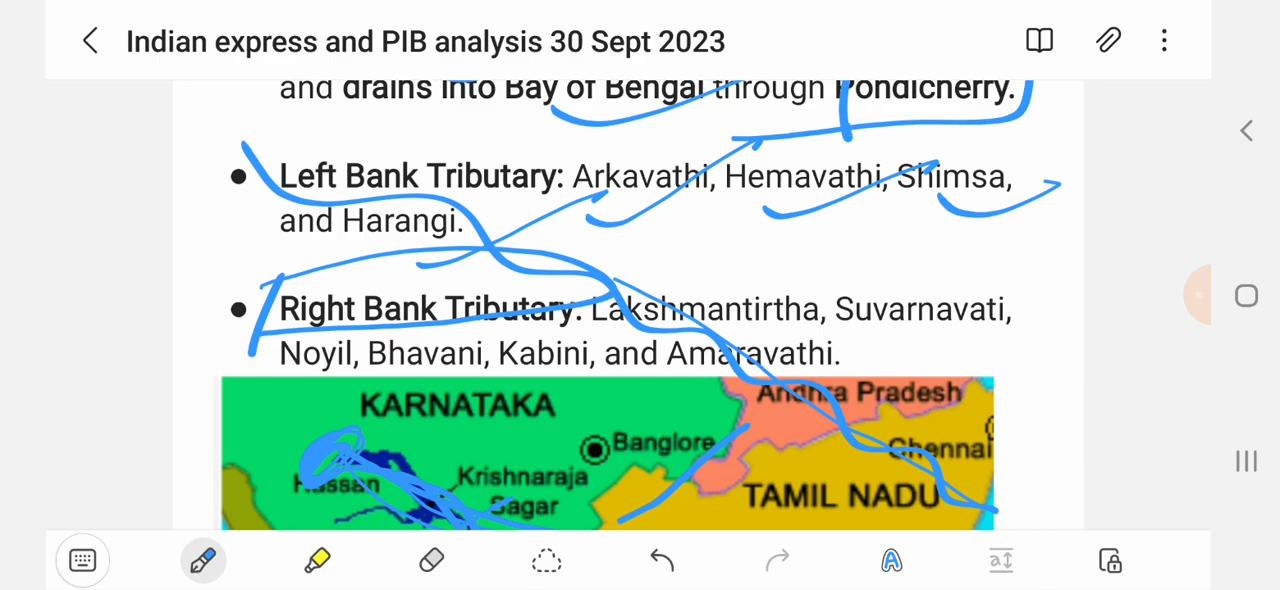 Indian express and PIB analysis 30 Sept 2023
and drains into Bay of Bengal through Pondicherry.
● Left Bank Tributary: Arkavathi, Hemavathi, Shimsa,
and Harangi.
● Right Bank Tributary: Lakshmantirtha, Suvarnavati,
Noyil, Bhavani, Kabini, and Amaravathi.
KARNATAKA
Andhra Pradesh
Banglore
Chennai
Hassan
Krishnaraja
Sagar
TAMIL NADU